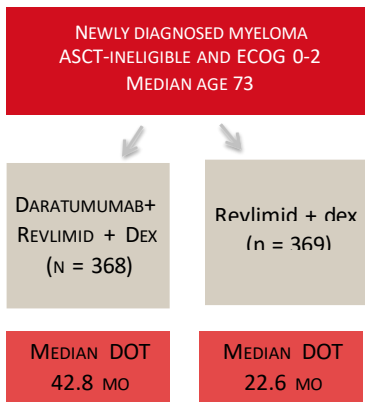 NEWLY DIAGNOSED MYELOMA
ASCT-INELIGIBLE AND ECOG 0-2
MEDIAN AGE 73
DARATUMUMAB+
REVLIMID + DEX
(N = 368)
Revlimid + dex
(n = 369)
MEDIAN DOT
42.8 MO
MEDIAN DOT
22.6 MO